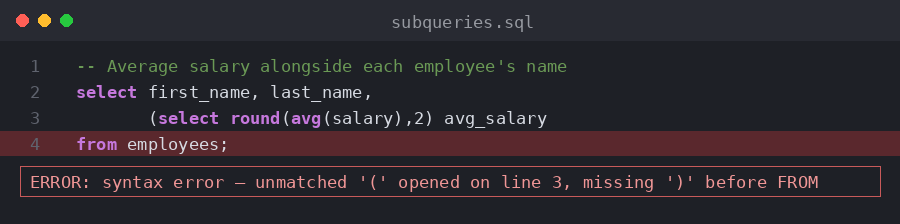 subqueries.sql
1 -- Average salary alongside each employee's name
2 select first_name, last_name,
3 (select round(avg(salary),2) avg_salary
4 from employees;
ERROR: syntax error — unmatched '(' opened on line 3, missing ')' before FROM